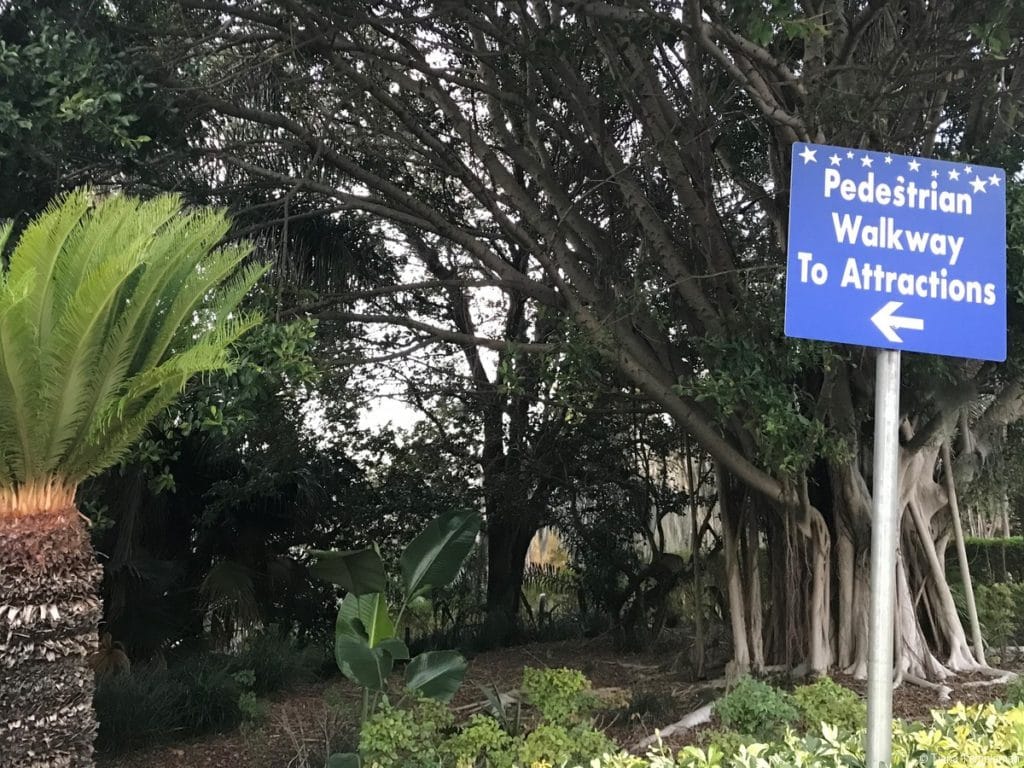 Pedestrian
Walkway
To Attractions